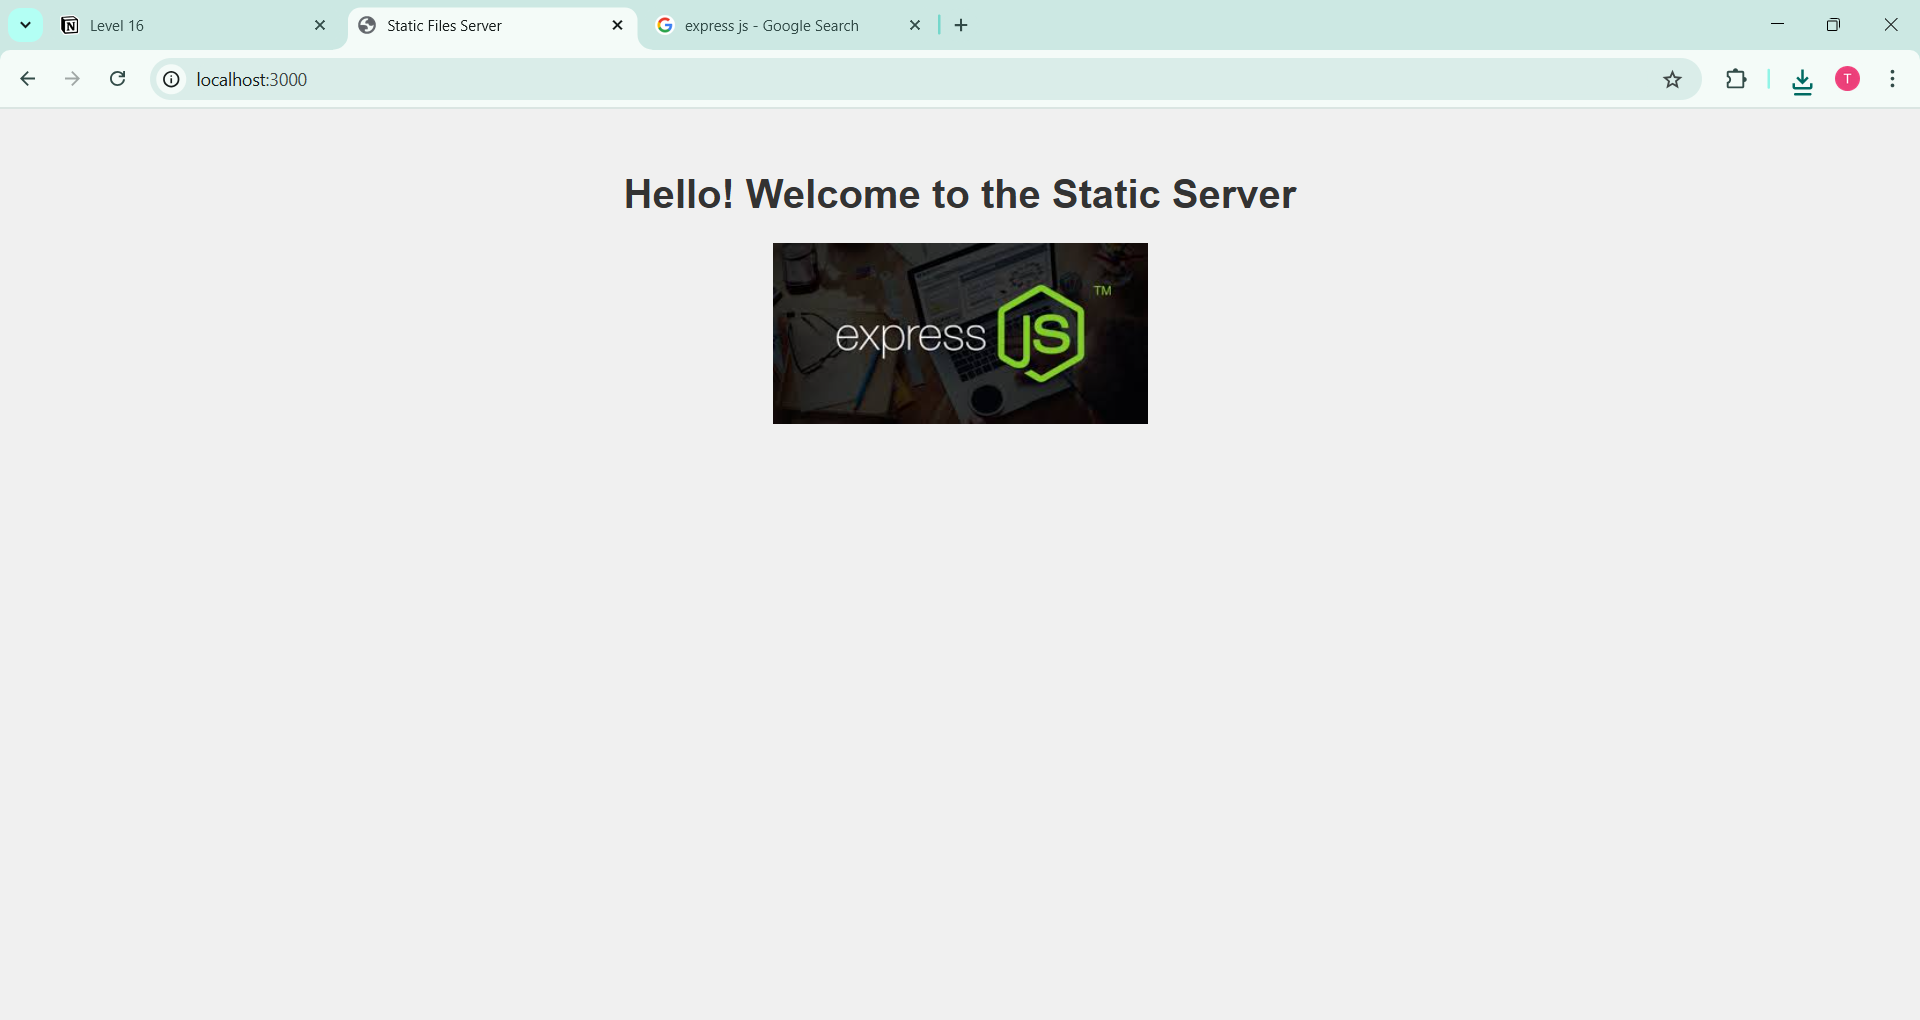 Level 16
Static Files Server
express js - Google Search
localhost:3000
T
Hello! Welcome to the Static Server
express JS TM